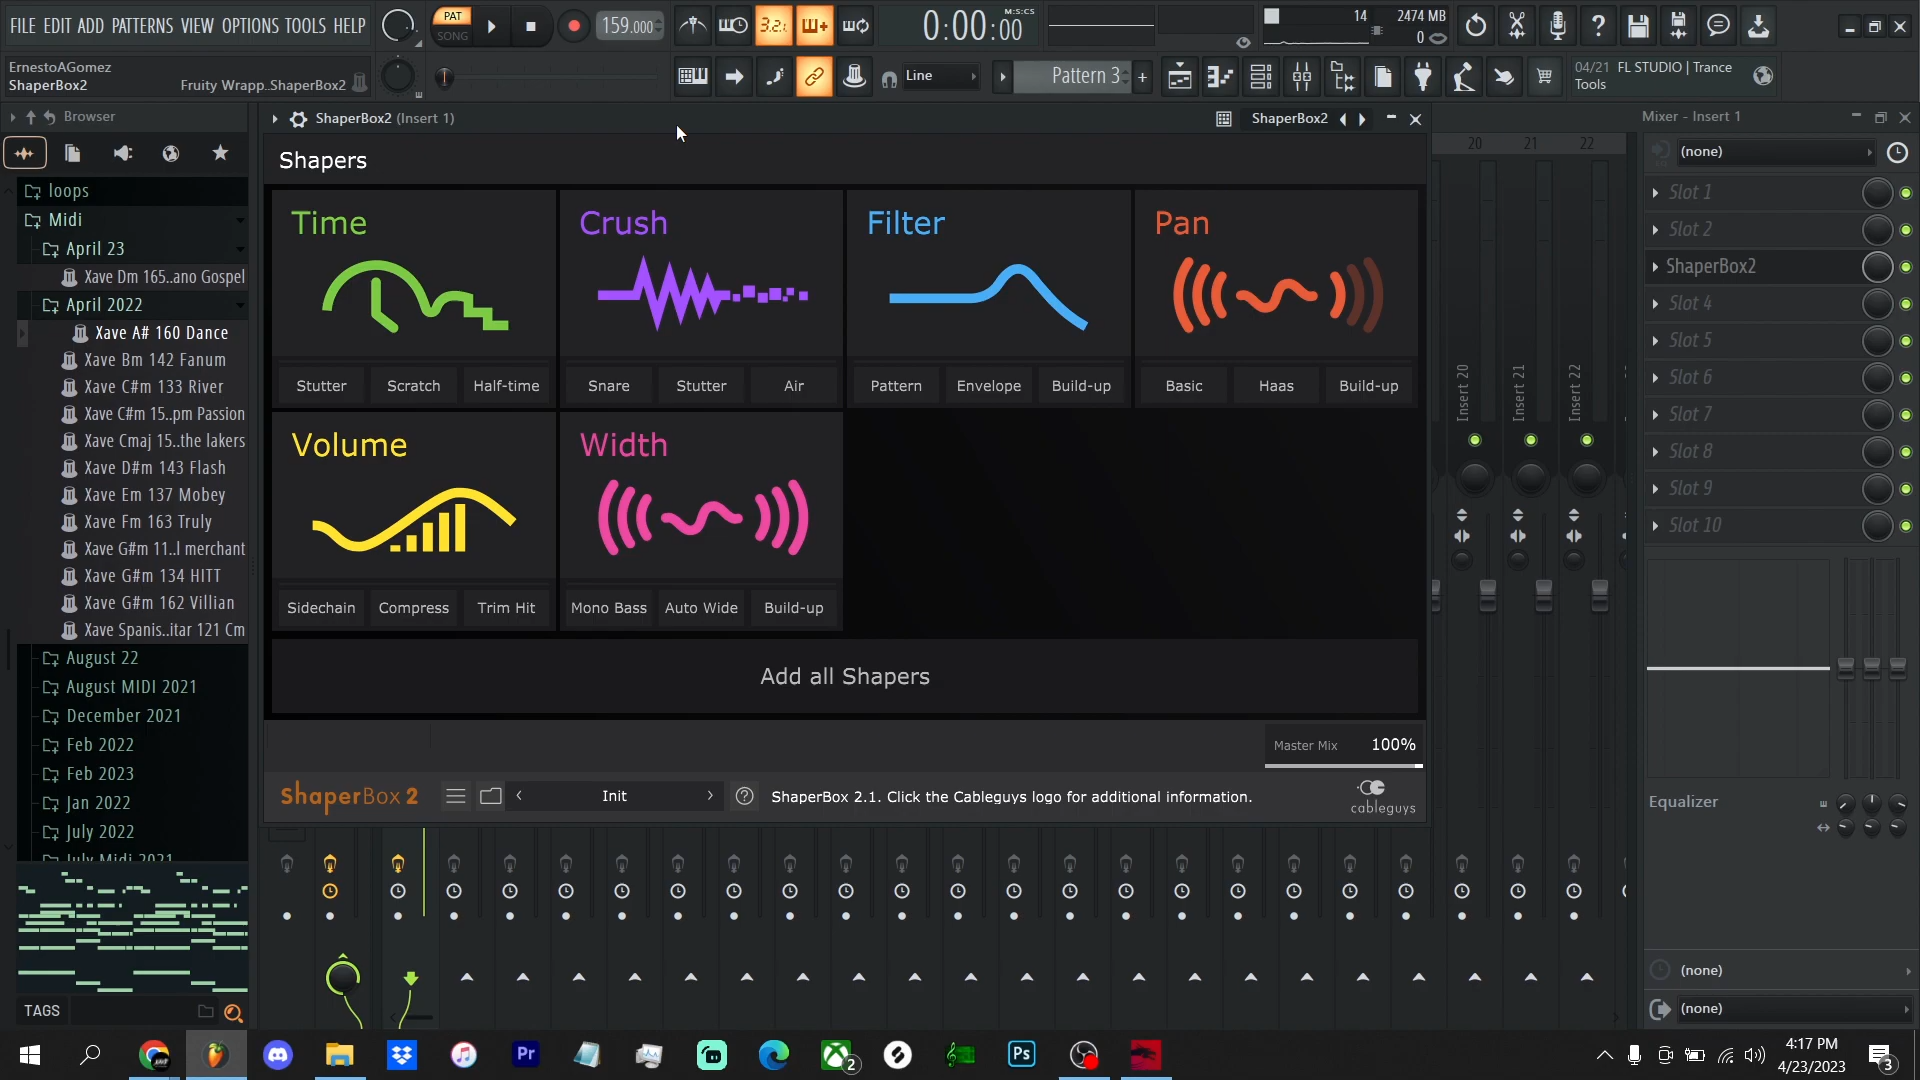 FILE EDIT ADD PATTERNS VIEW OPTIONS TOOLS HELP
PAT
SONG
159.000
3.2.
0:00:00
M:S:CS
14
2474 MB
0
ErnestoAGomez
ShaperBox2
Fruity Wrapp..ShaperBox2
Line
Pattern 3
04/21 FL STUDIO | Trance
Tools
Browser
ShaperBox2 (Insert 1)
ShaperBox2
Mixer - Insert 1
loops
Midi
April 23
Xave Dm 165..ano Gospel
April 2022
Xave A# 160 Dance
Xave Bm 142 Fanum
Xave C#m 133 River
Xave C#m 15..pm Passion
Xave Cmaj 15..the lakers
Xave D#m 143 Flash
Xave Em 137 Mobey
Xave Fm 163 Truly
Xave G#m 11..l merchant
Xave G#m 134 HITT
Xave G#m 162 Villian
Xave Spanis..itar 121 Cm
August 22
August MIDI 2021
December 2021
Feb 2022
Feb 2023
Jan 2022
July 2022
July Midi 2021
TAGS
Shapers
Time
Stutter
Scratch
Half-time
Crush
Snare
Stutter
Air
Filter
Pattern
Envelope
Build-up
Pan
Basic
Haas
Build-up
Volume
Sidechain
Compress
Trim Hit
Width
Mono Bass
Auto Wide
Build-up
Add all Shapers
Master Mix 100%
ShaperBox 2
Init
ShaperBox 2.1. Click the Cableguys logo for additional information.
cableguys
20
21
22
Insert 20
Insert 21
Insert 22
(none)
Slot 1
Slot 2
ShaperBox2
Slot 4
Slot 5
Slot 6
Slot 7
Slot 8
Slot 9
Slot 10
Equalizer
(none)
(none)
Pr
2
Ps
4:17 PM
4/23/2023
3